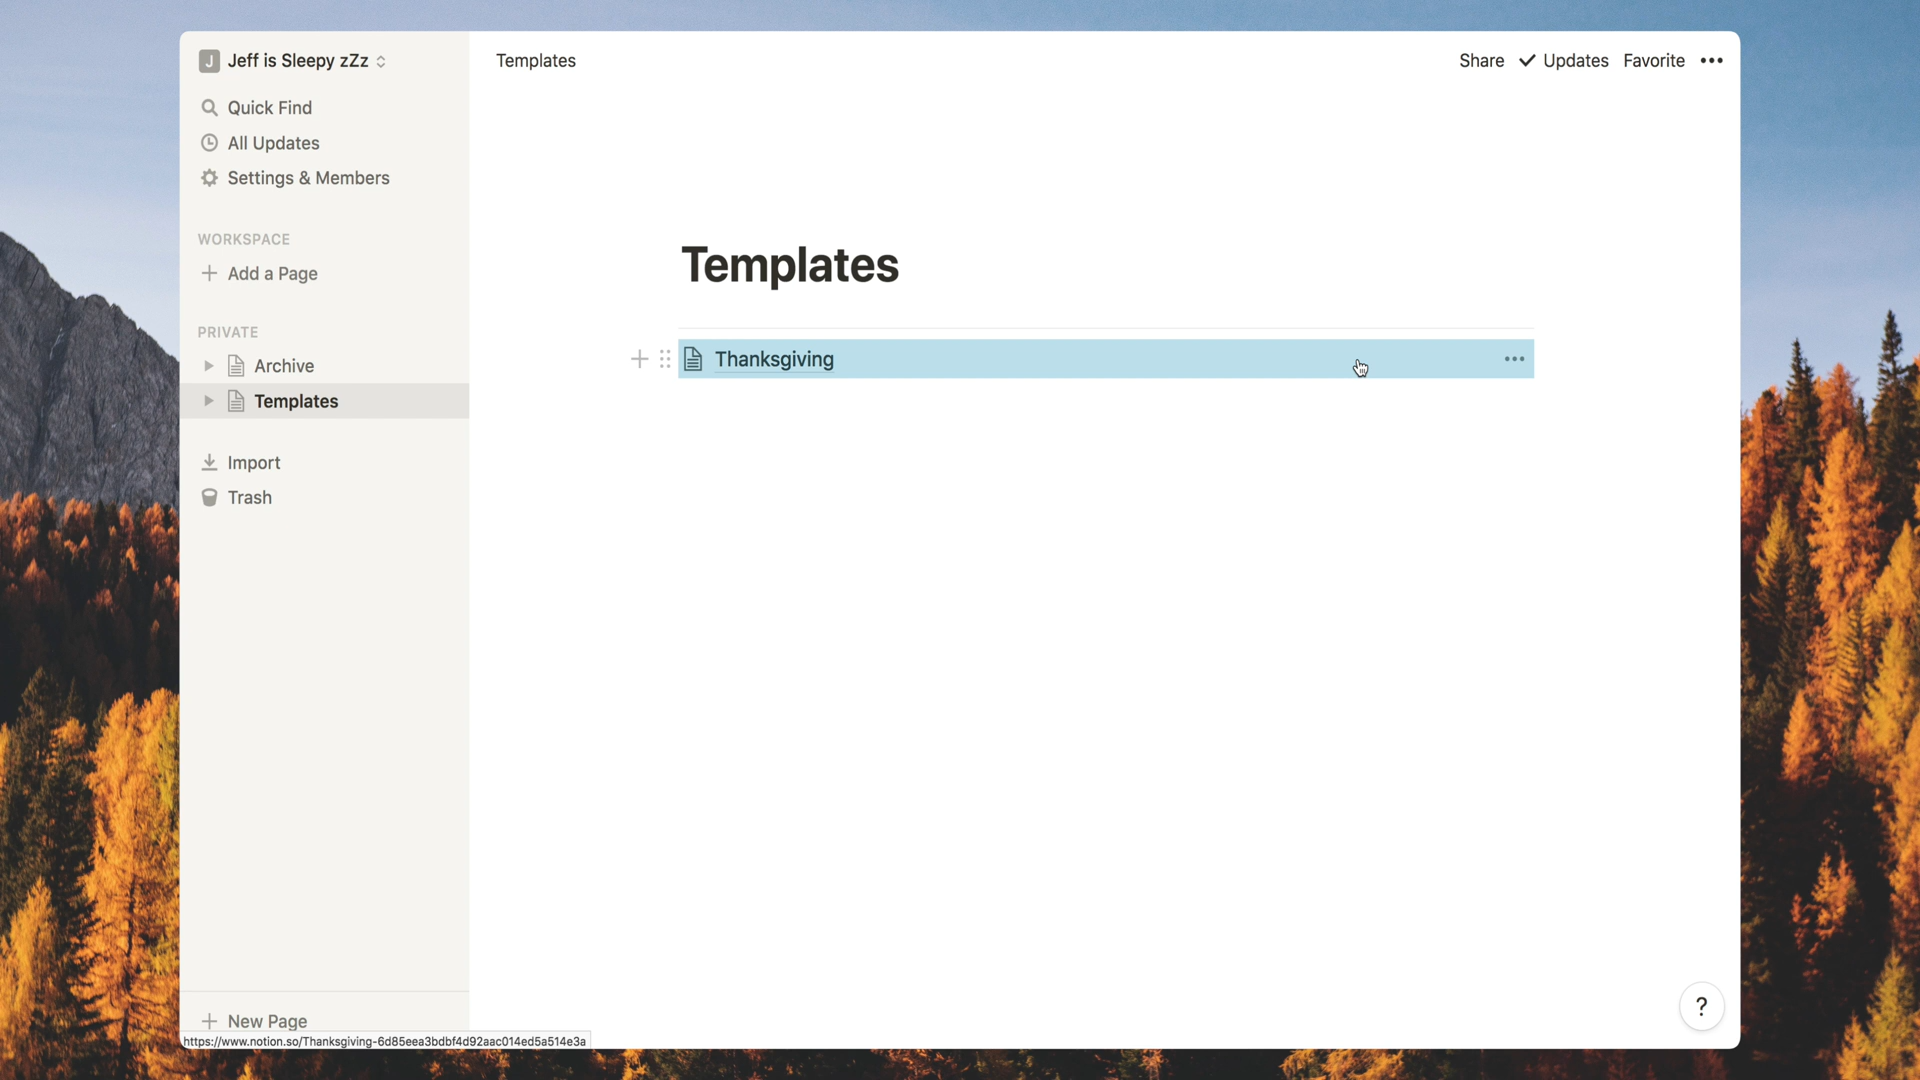 J Jeff is Sleepy zZz
Quick Find
All Updates
Settings & Members
WORKSPACE
Add a Page
PRIVATE
Archive
Templates
Import
Trash
New Page
https://www.notion.so/Thanksgiving-6d85eea3bdbf4d92aac014ed5a514e3a
Templates
Share Updates Favorite
Templates
Thanksgiving
?